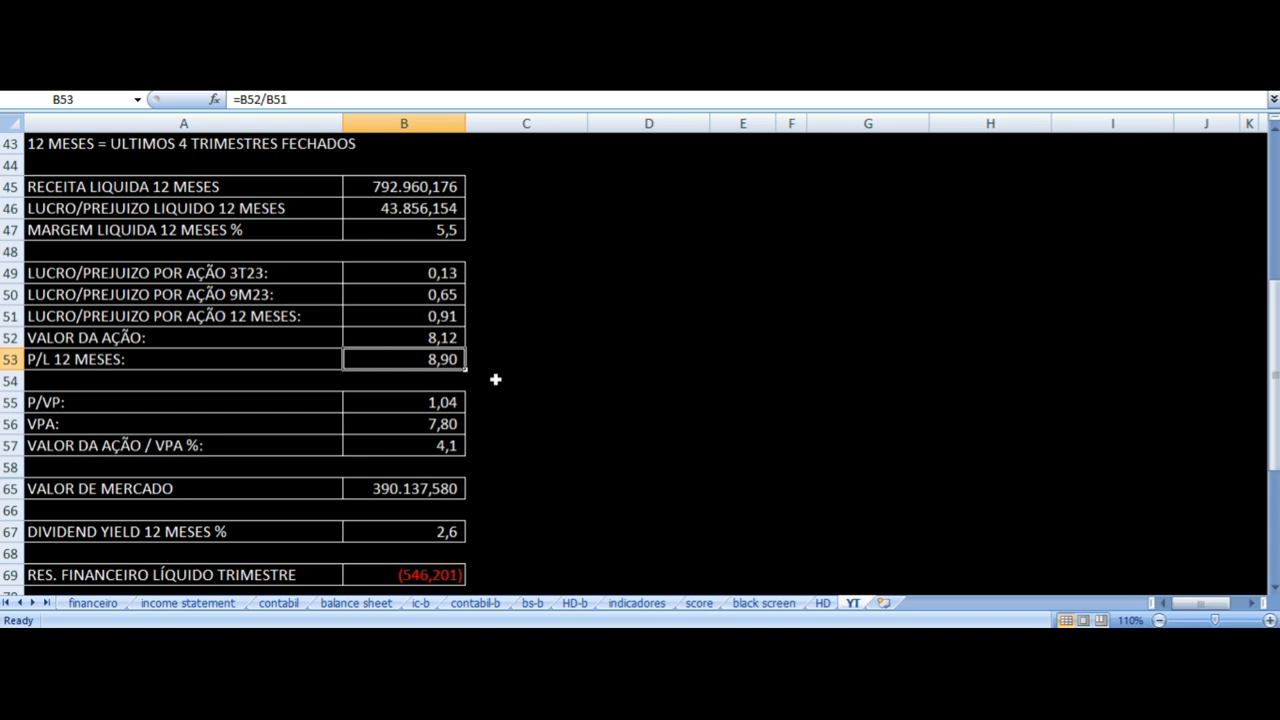 B53 fx =B52/B51
A B C D E F G H I J K
43 12 MESES = ULTIMOS 4 TRIMESTRES FECHADOS
44
45 RECEITA LIQUIDA 12 MESES 792.960,176
46 LUCRO/PREJUIZO LIQUIDO 12 MESES 43.856,154
47 MARGEM LIQUIDA 12 MESES % 5,5
48
49 LUCRO/PREJUIZO POR AÇÃO 3T23: 0,13
50 LUCRO/PREJUIZO POR AÇÃO 9M23: 0,65
51 LUCRO/PREJUIZO POR AÇÃO 12 MESES: 0,91
52 VALOR DA AÇÃO: 8,12
53 P/L 12 MESES: 8,90
54
55 P/VP: 1,04
56 VPA: 7,80
57 VALOR DA AÇÃO / VPA %: 4,1
58
65 VALOR DE MERCADO 390.137,580
66
67 DIVIDEND YIELD 12 MESES % 2,6
68
69 RES. FINANCEIRO LÍQUIDO TRIMESTRE (546,201)
financeiro income statement contabil balance sheet ic-b contabil-b bs-b HD-b indicadores score black screen HD YT
Ready 110%